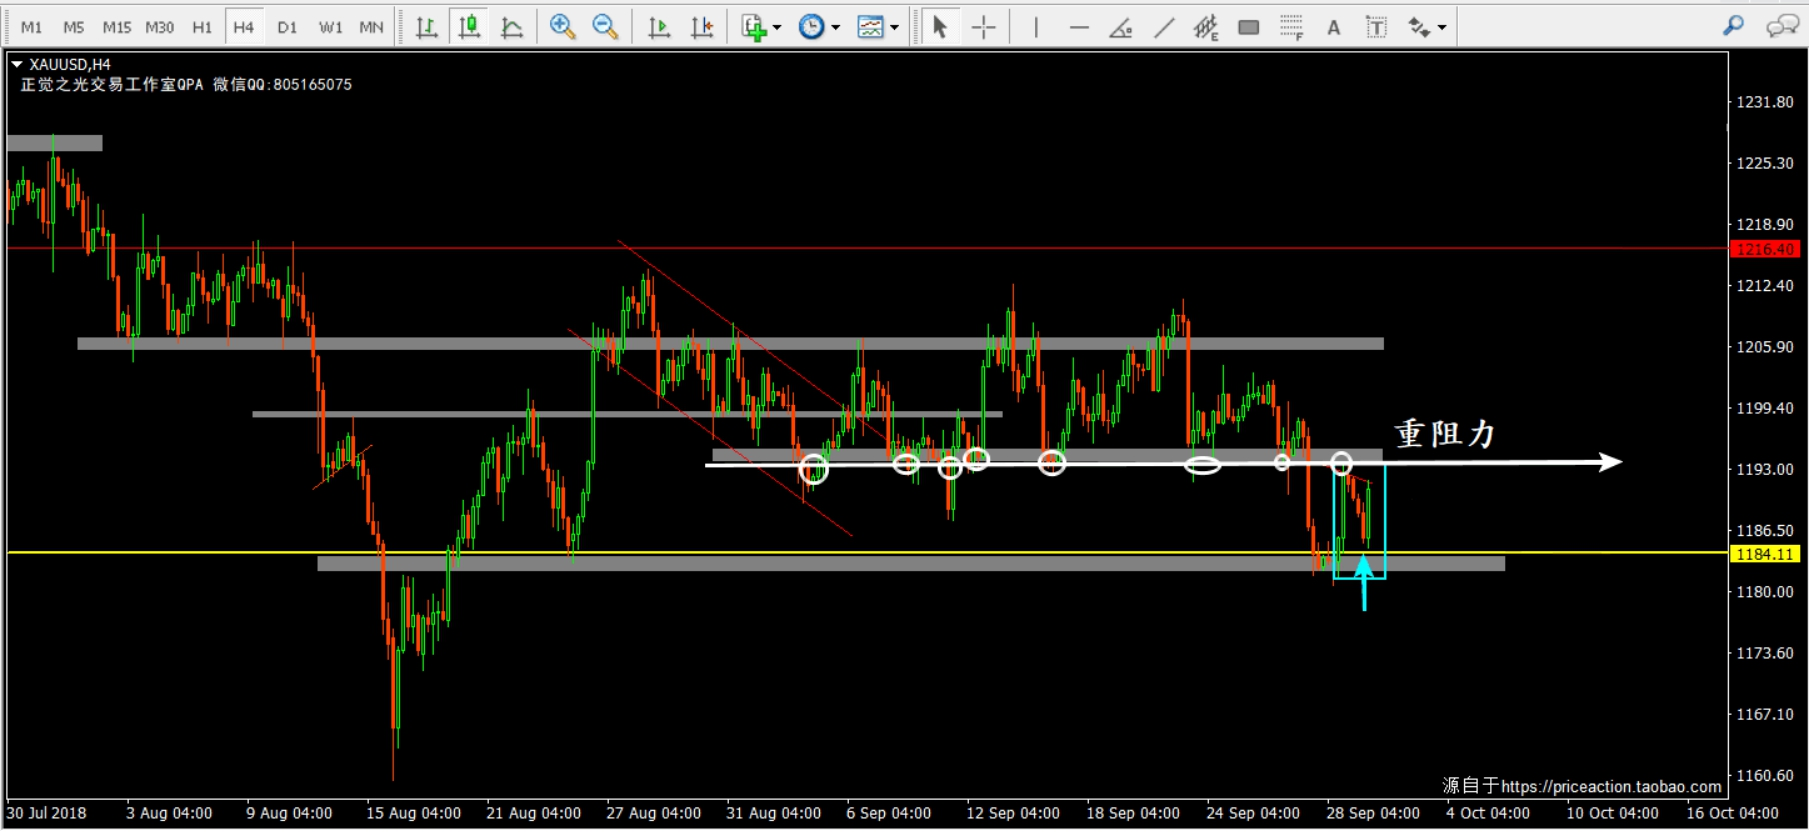 M1 M5 M15 M30 H1 H4 D1 W1 MN E F A T
XAUUSD,H4
正觉之光交易工作室QPA 微信QQ:805165075
1231.80
1225.30
1218.90
1216.40
1212.40
1205.90
1199.40
重阻力
1193.00
1186.50
1184.11
1180.00
1173.60
1167.10
1160.60
源自于https://priceaction.taobao.com
30 Jul 2018 3 Aug 04:00 9 Aug 04:00 15 Aug 04:00 21 Aug 04:00 27 Aug 04:00 31 Aug 04:00 6 Sep 04:00 12 Sep 04:00 18 Sep 04:00 24 Sep 04:00 28 Sep 04:00 4 Oct 04:00 10 Oct 04:00 16 Oct 04:00